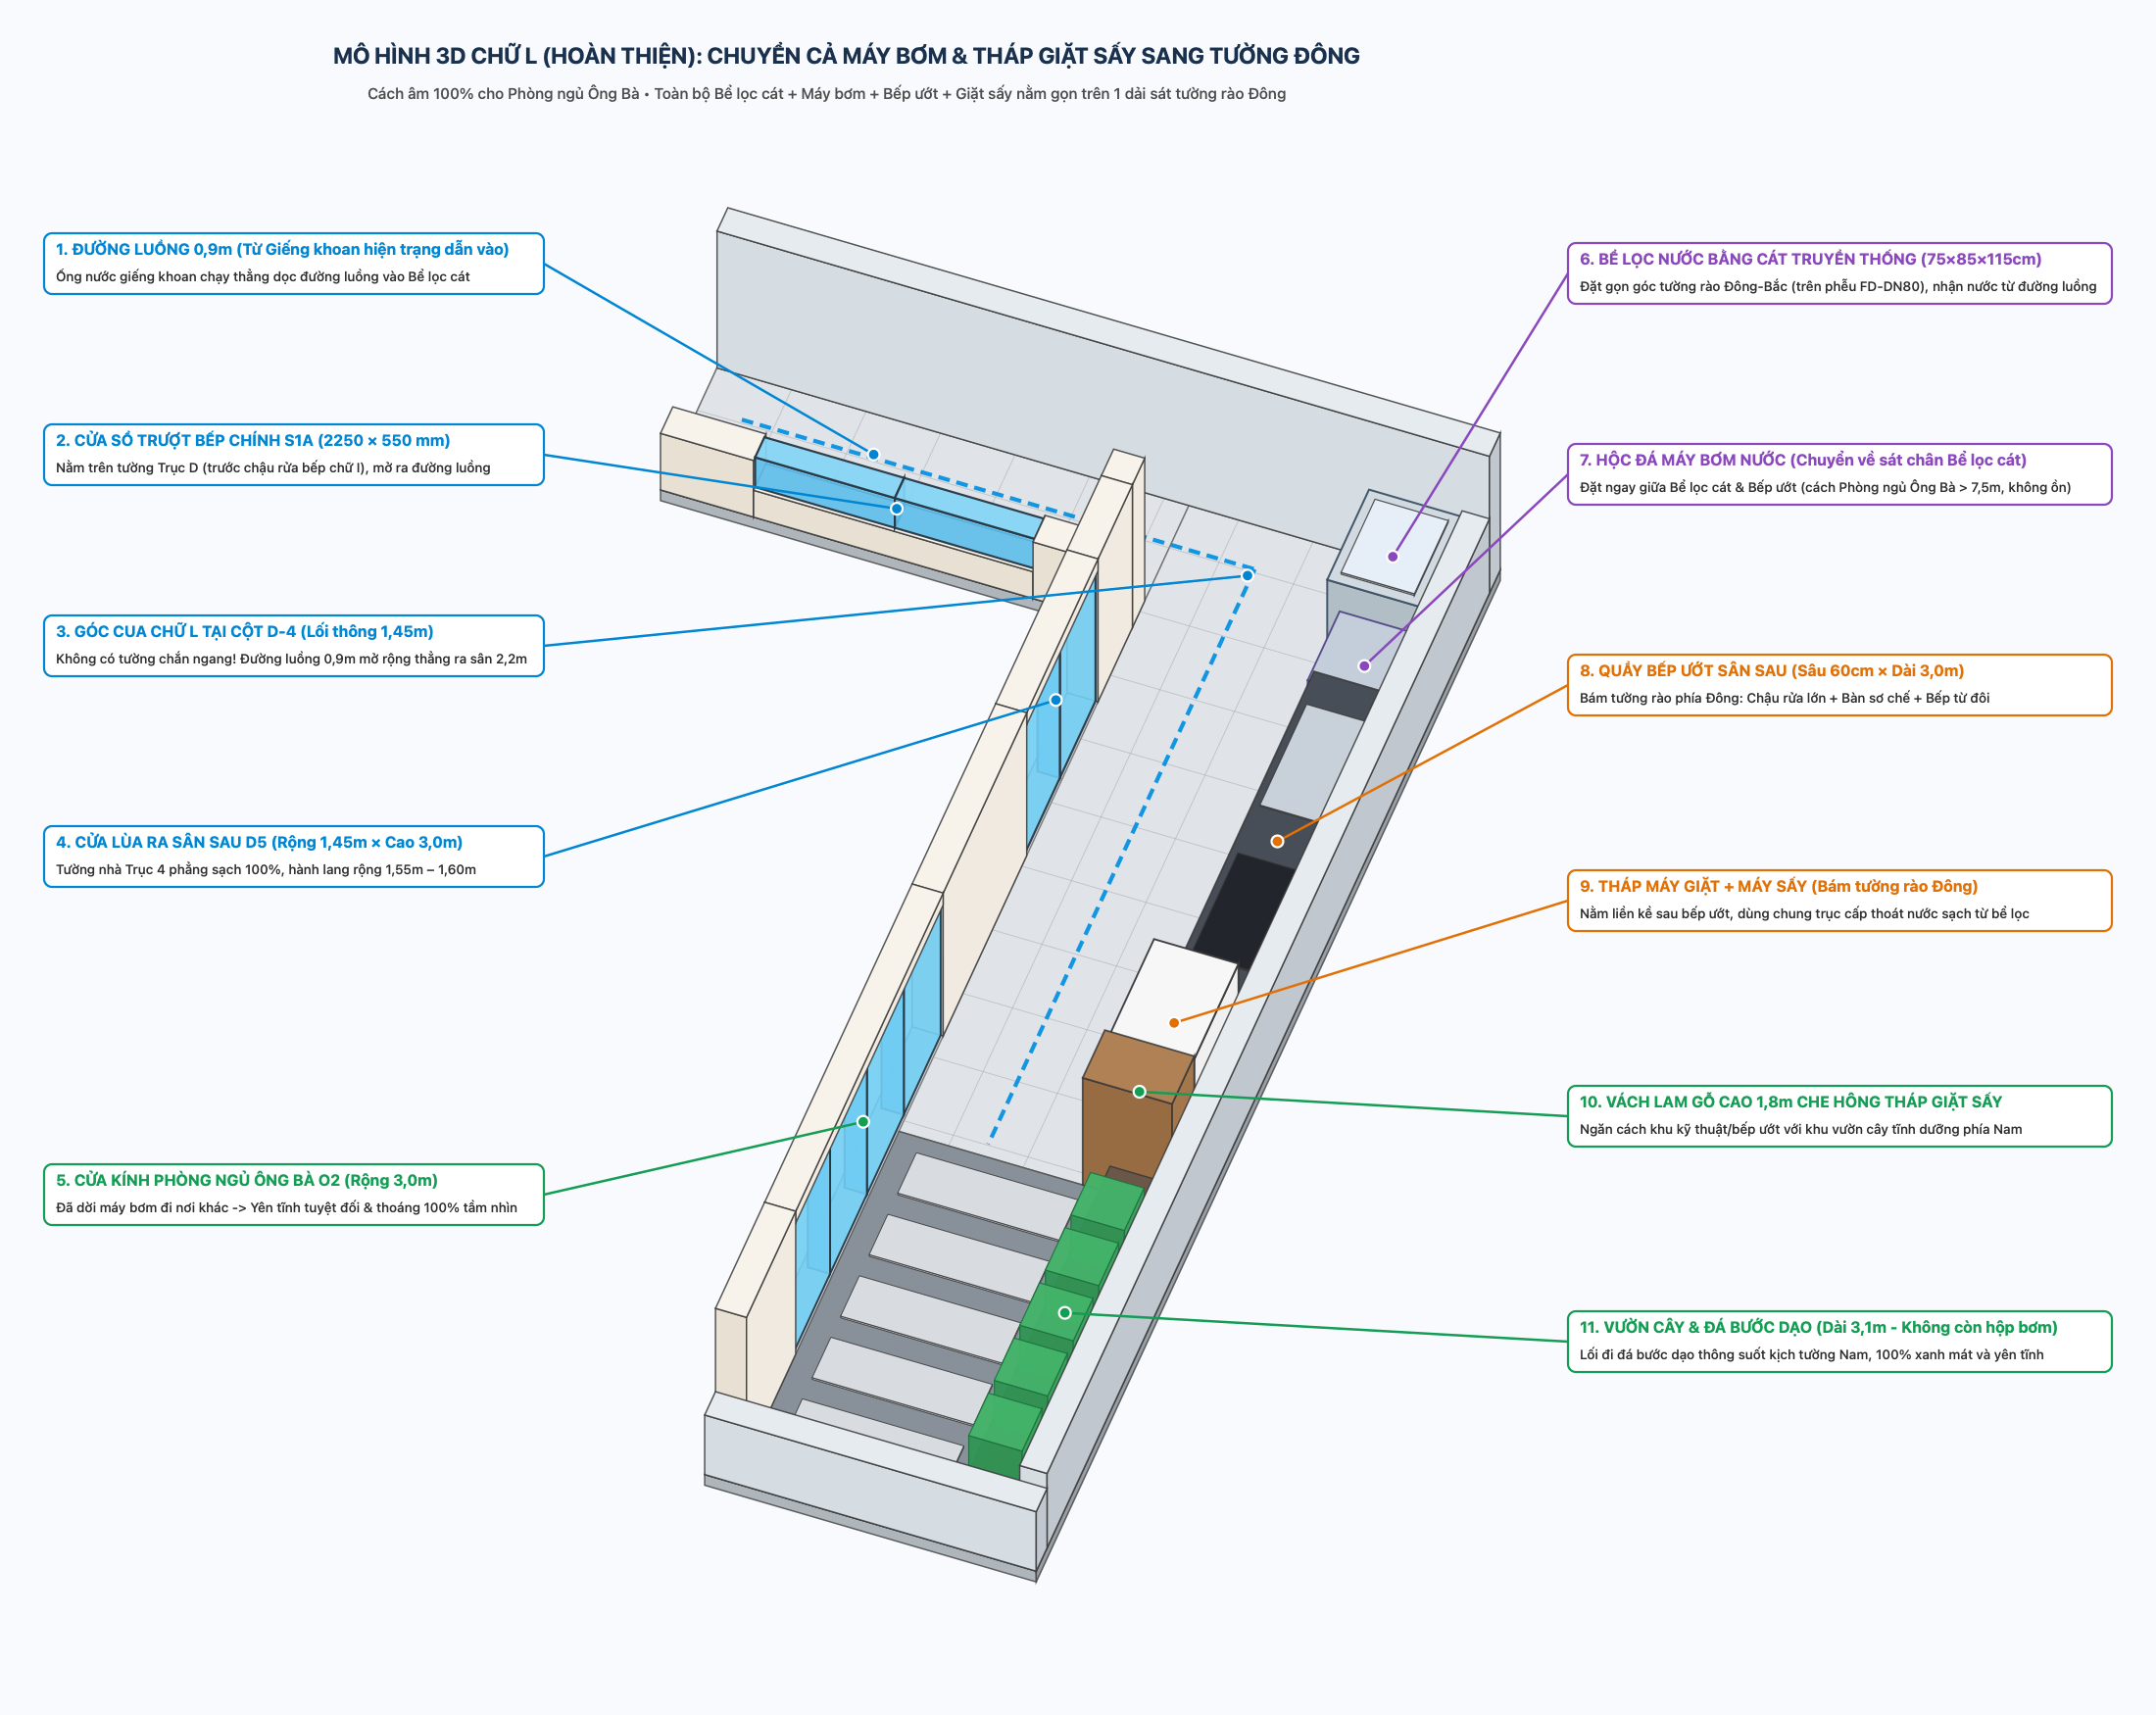 MÔ HÌNH 3D CHỮ L (HOÀN THIỆN): CHUYỂN CẢ MÁY BƠM & THÁP GIẶT SẤY SANG TƯỜNG ĐÔNG
Cách âm 100% cho Phòng ngủ Ông Bà • Toàn bộ Bể lọc cát + Máy bơm + Bếp ướt + Giặt sấy nằm gọn trên 1 dải sát tường rào Đông
1. ĐƯỜNG LUỒNG 0,9m (Từ Giếng khoan hiện trạng dẫn vào)
Ống nước giếng khoan chạy thẳng dọc đường luồng vào Bể lọc cát
2. CỬA SỔ TRƯỢT BẾP CHÍNH S1A (2250 × 550 mm)
Nằm trên tường Trục D (trước chậu rửa bếp chữ I), mở ra đường luồng
3. GÓC CUA CHỮ L TẠI CỘT D-4 (Lối thông 1,45m)
Không có tường chắn ngang! Đường luồng 0,9m mở rộng thẳng ra sân 2,2m
4. CỬA LÙA RA SÂN SAU D5 (Rộng 1,45m × Cao 3,0m)
Tường nhà Trục 4 phẳng sạch 100%, hành lang rộng 1,55m – 1,60m
5. CỬA KÍNH PHÒNG NGỦ ÔNG BÀ O2 (Rộng 3,0m)
Đã dời máy bơm đi nơi khác -> Yên tĩnh tuyệt đối & thoáng 100% tầm nhìn
6. BỂ LỌC NƯỚC BẰNG CÁT TRUYỀN THỐNG (75×85×115cm)
Đặt gọn góc tường rào Đông-Bắc (trên phễu FD-DN80), nhận nước từ đường luồng
7. HỘC ĐÁ MÁY BƠM NƯỚC (Chuyển về sát chân Bể lọc cát)
Đặt ngay giữa Bể lọc cát & Bếp ướt (cách Phòng ngủ Ông Bà > 7,5m, không ồn)
8. QUẦY BẾP ƯỚT SÂN SAU (Sâu 60cm × Dài 3,0m)
Bám tường rào phía Đông: Chậu rửa lớn + Bàn sơ chế + Bếp từ đôi
9. THÁP MÁY GIẶT + MÁY SẤY (Bám tường rào Đông)
Nằm liền kề sau bếp ướt, dùng chung trục cấp thoát nước sạch từ bể lọc
10. VÁCH LAM GỖ CAO 1,8m CHE HÔNG THÁP GIẶT SẤY
Ngăn cách khu kỹ thuật/bếp ướt với khu vườn cây tĩnh dưỡng phía Nam
11. VƯỜN CÂY & ĐÁ BƯỚC DẠO (Dài 3,1m - Không còn hộp bơm)
Lối đi đá bước dạo thông suốt kịch tường Nam, 100% xanh mát và yên tĩnh